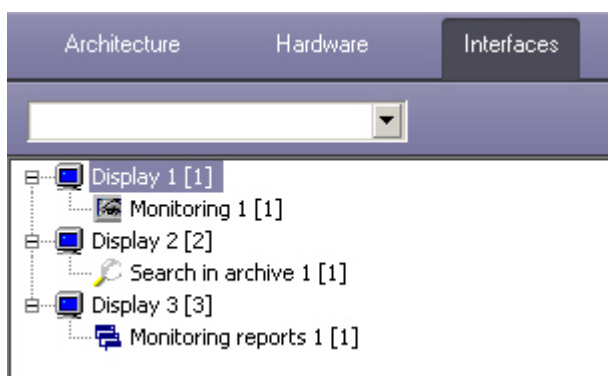 Architecture Hardware Interfaces
Display 1 [1]
Monitoring 1 [1]
Display 2 [2]
Search in archive 1 [1]
Display 3 [3]
Monitoring reports 1 [1]